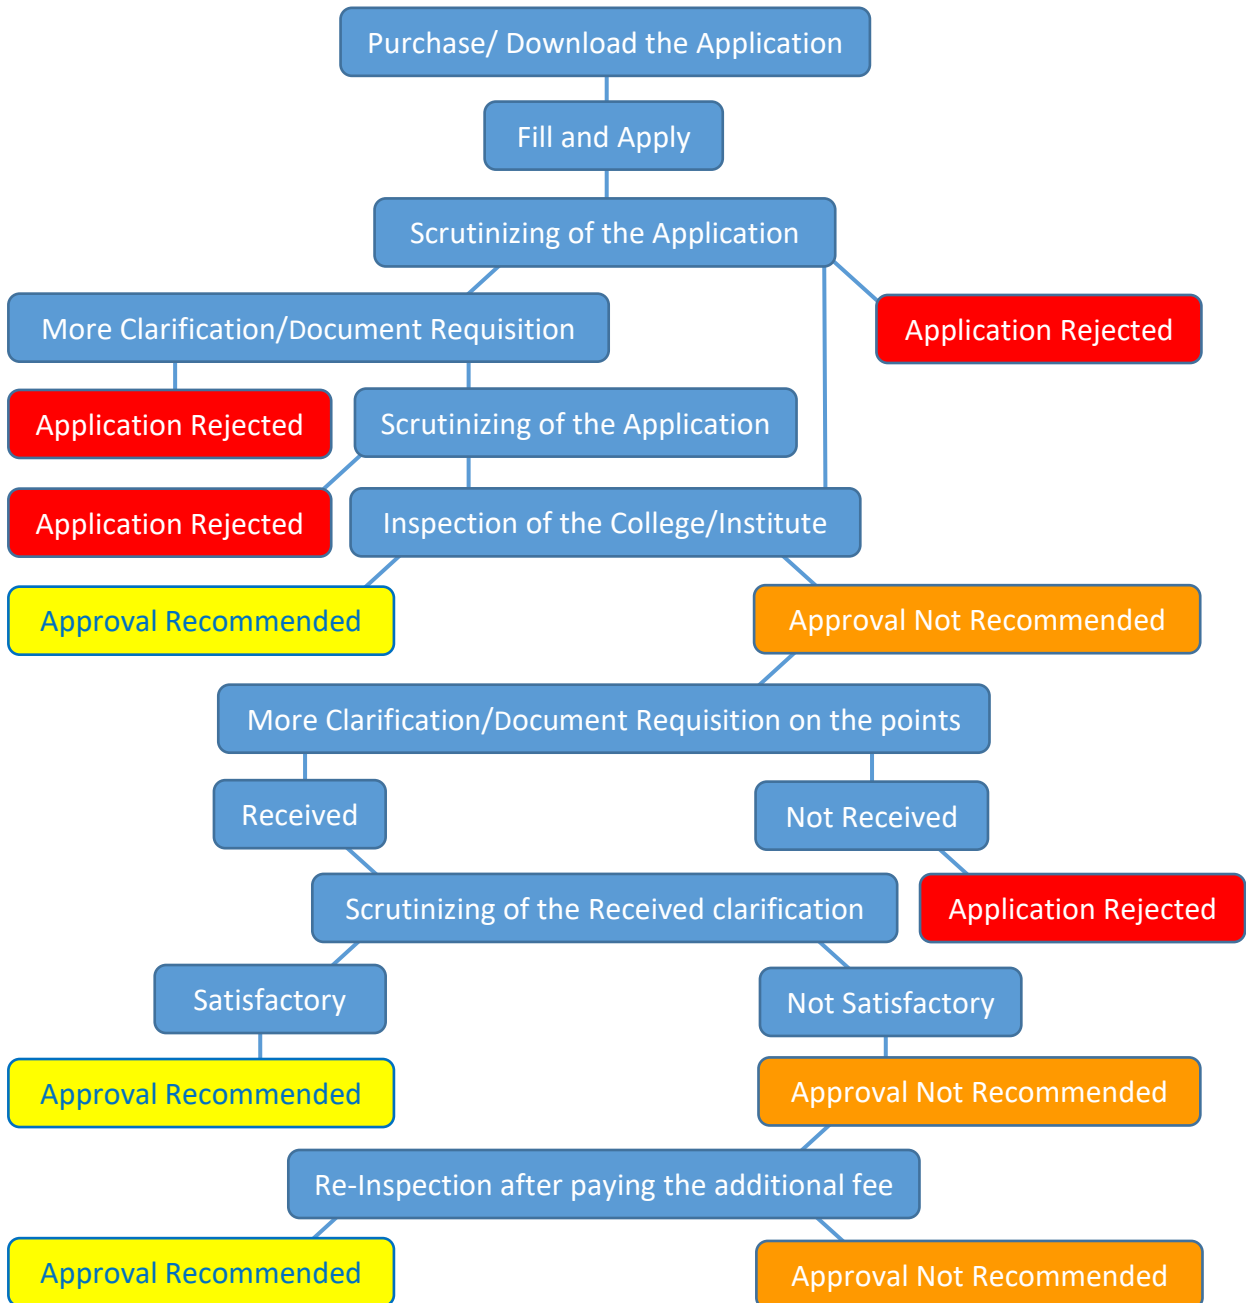 Purchase/ Download the Application
Fill and Apply
Scrutinizing of the Application
More Clarification/Document Requisition
Application Rejected
Application Rejected
Scrutinizing of the Application
Application Rejected
Inspection of the College/Institute
Approval Recommended
Approval Not Recommended
More Clarification/Document Requisition on the points
Received
Not Received
Scrutinizing of the Received clarification
Application Rejected
Satisfactory
Not Satisfactory
Approval Recommended
Approval Not Recommended
Re-Inspection after paying the additional fee
Approval Recommended
Approval Not Recommended